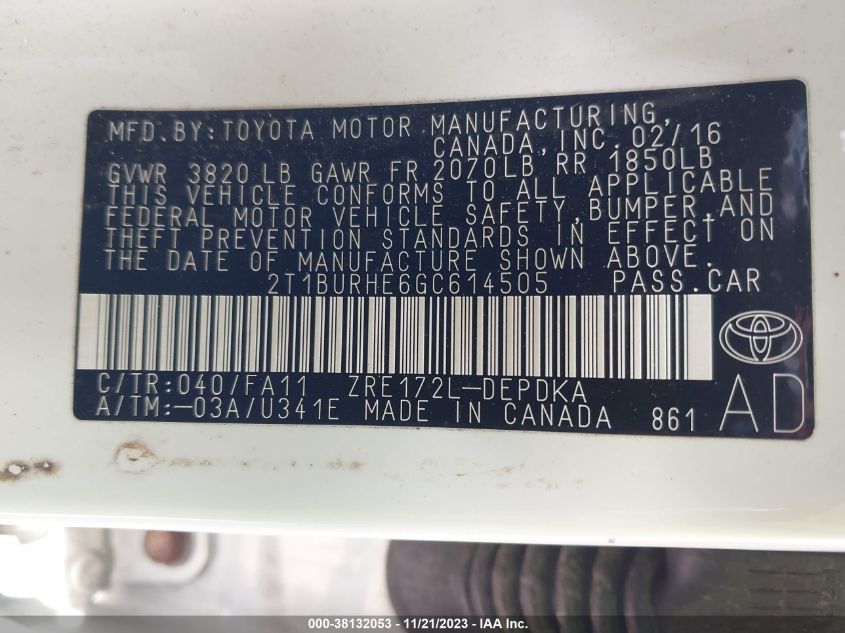 MFD.BY:TOYOTA MOTOR MANUFACTURING,
CANADA,INC. 02/16
GVWR 3820 LB GAWR FR 2070LB,RR 1850LB
THIS VEHICLE CONFORMS TO ALL APPLICABLE
FEDERAL MOTOR VEHICLE SAFETY,BUMPER,AND
THEFT PREVENTION STANDARDS IN EFFECT ON
THE DATE OF MANUFACTURE SHOWN ABOVE.
2T1BURHE6GC614505 PASS.CAR
C/TR:040/FA11 ZRE172L-DEPDKA
A/TM:-03A/U341E MADE IN CANADA 861 AD
000-38132053 - 11/21/2023 - © IAA, Inc.